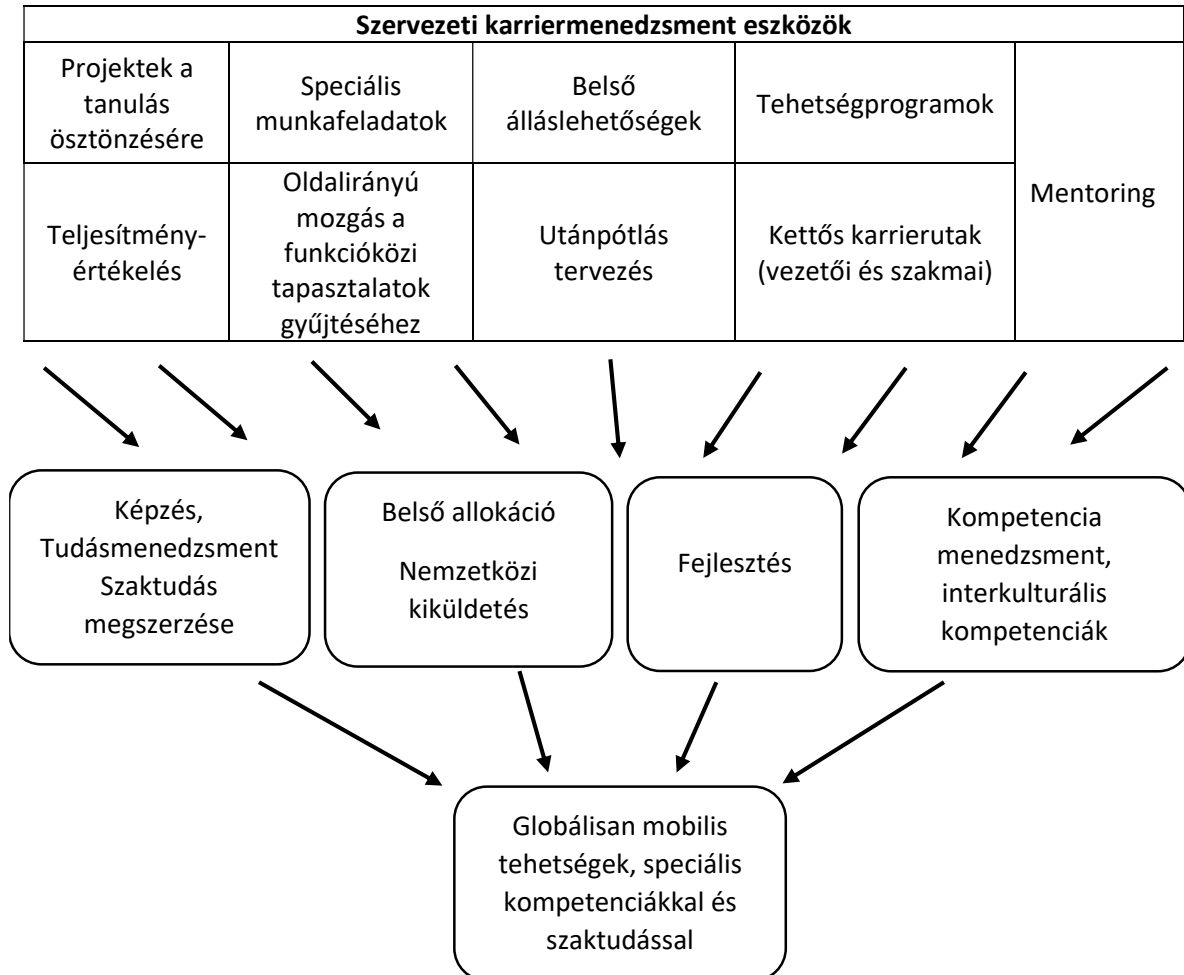 Szervezeti karriermenedzsment eszközök
Projektek a
tanulás
ösztönzésére
Speciális
munkafeladatok
Belső
álláslehetőségek
Tehetségprogramok
Mentoring
Teljesítmény-
értékelés
Oldalirányú
mozgás a
funkcióközi
tapasztalatok
gyűjtéséhez
Utánpótlás
tervezés
Kettős karrierutak
(vezetői és szakmai)
Képzés,
Tudásmenedzsment
Szaktudás
megszerzése
Belső allokáció
Nemzetközi
kiküldetés
Fejlesztés
Kompetencia
menedzsment,
interkulturális
kompetenciák
Globálisan mobilis
tehetségek, speciális
kompetenciákkal és
szaktudással